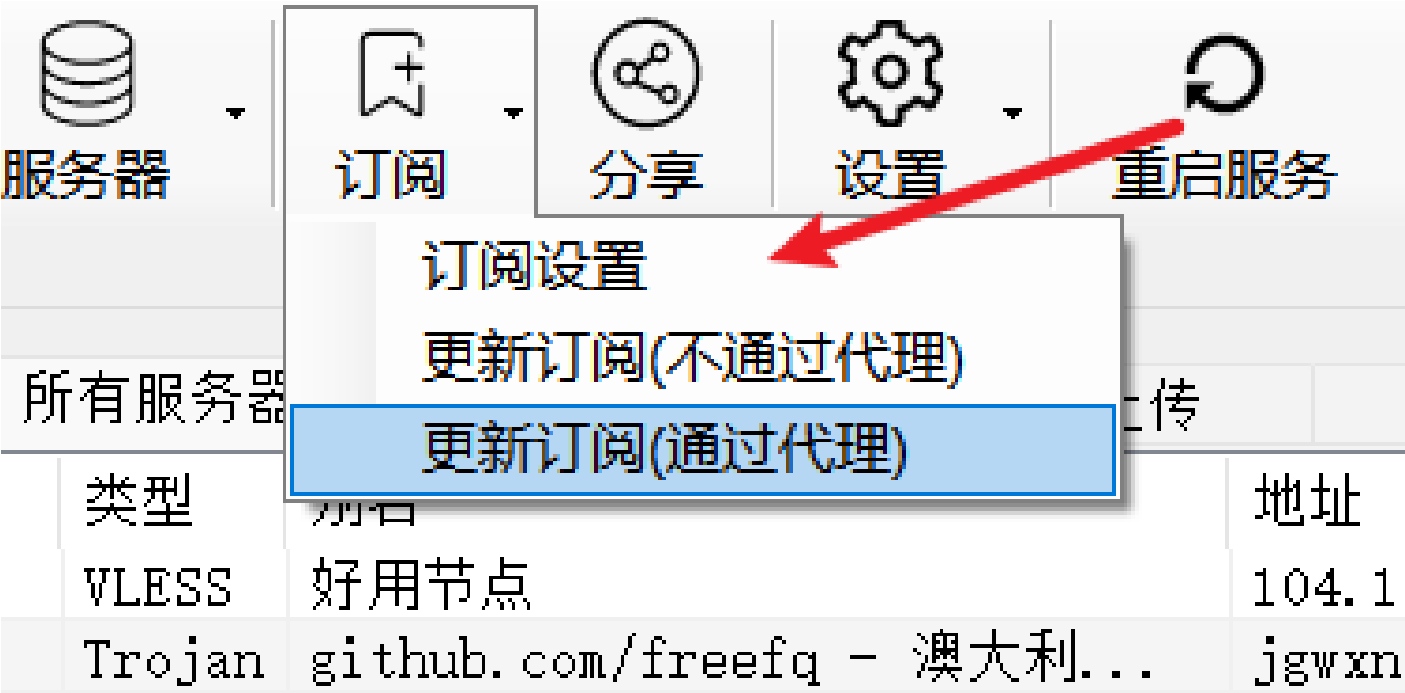 服务器 订阅 分享 设置 重启服务
订阅设置
更新订阅(不通过代理)
所有服务器 上传
更新订阅(通过代理)
类型 别名 地址
VLESS 好用节点 104.1
Trojan github.com/freefq - 澳大利... jgwxn